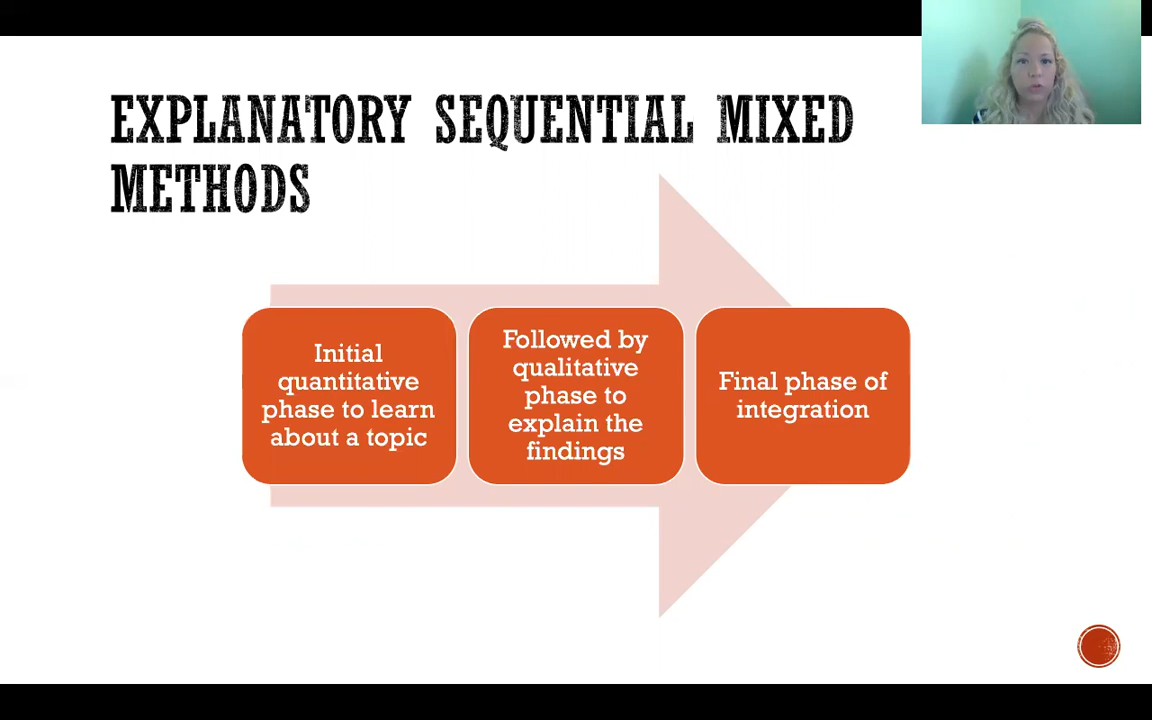 EXPLANATORY SEQUENTIAL MIXED
METHODS
Initial
quantitative
phase to learn
about a topic
Followed by
qualitative
phase to
explain the
findings
Final phase of
integration